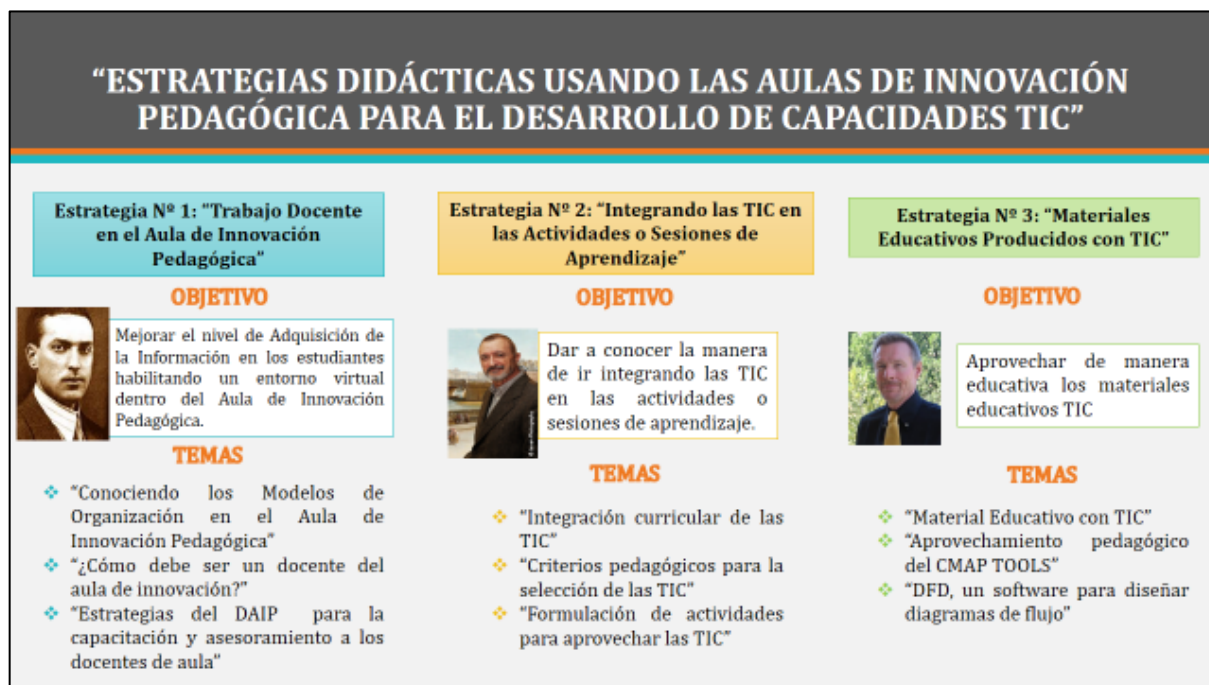 “ESTRATEGIAS DIDÁCTICAS USANDO LAS AULAS DE INNOVACIÓN
PEDAGÓGICA PARA EL DESARROLLO DE CAPACIDADES TIC”
Estrategia Nº 1: “Trabajo Docente
en el Aula de Innovación
Pedagógica”
OBJETIVO
Mejorar el nivel de Adquisición de
la Información en los estudiantes
habilitando un entorno virtual
dentro del Aula de Innovación
Pedagógica.
TEMAS
❖ “Conociendo los Modelos de
Organización en el Aula de
Innovación Pedagógica”
❖ “¿Cómo debe ser un docente del
aula de innovación?”
❖ “Estrategias del DAIP para la
capacitación y asesoramiento a los
docentes de aula”
Estrategia Nº 2: “Integrando las TIC en
las Actividades o Sesiones de
Aprendizaje”
OBJETIVO
Dar a conocer la manera
de ir integrando las TIC
en las actividades o
sesiones de aprendizaje.
TEMAS
❖ “Integración curricular de las
TIC”
❖ “Criterios pedagógicos para la
selección de las TIC”
❖ “Formulación de actividades
para aprovechar las TIC”
Estrategia Nº 3: “Materiales
Educativos Producidos con TIC”
OBJETIVO
Aprovechar de manera
educativa los materiales
educativos TIC
TEMAS
❖ “Material Educativo con TIC”
❖ “Aprovechamiento pedagógico
del CMAP TOOLS”
❖ “DFD, un software para diseñar
diagramas de flujo”